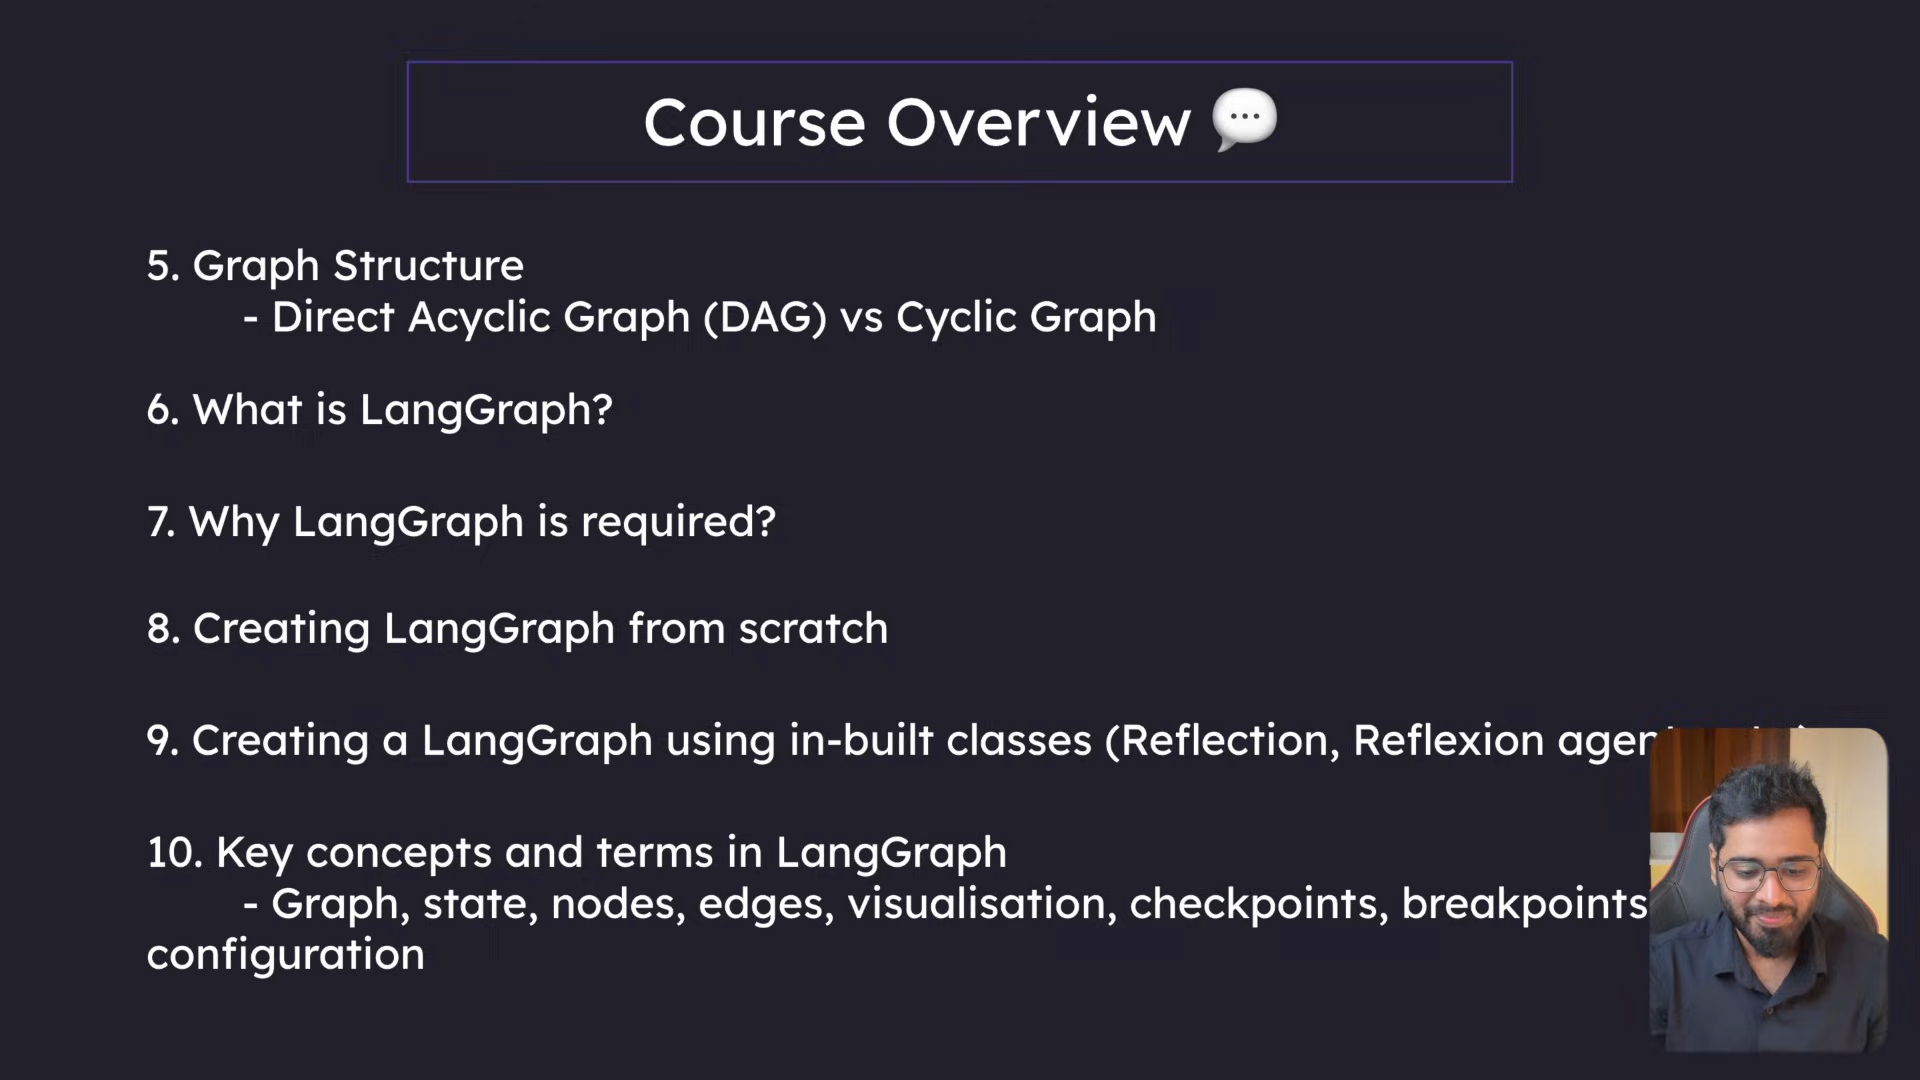 Course Overview 💬
5. Graph Structure
- Direct Acyclic Graph (DAG) vs Cyclic Graph
6. What is LangGraph?
7. Why LangGraph is required?
8. Creating LangGraph from scratch
9. Creating a LangGraph using in-built classes (Reflection, Reflexion
10. Key concepts and terms in LangGraph
- Graph, state, nodes, edges, visualisation, checkpoints, breakpoints
configuration